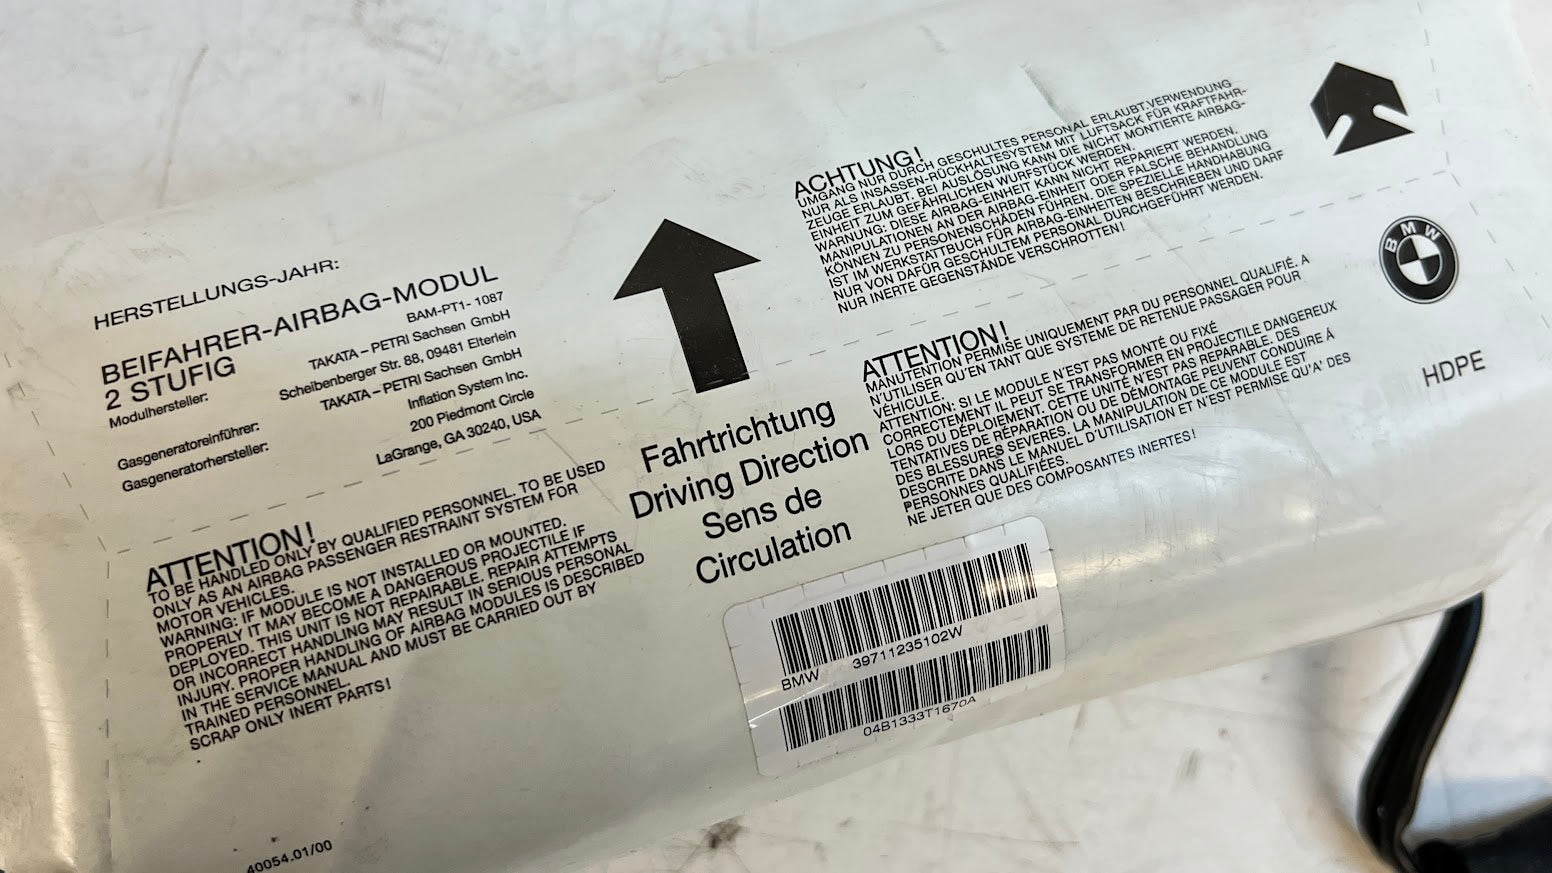 HERSTELLUNGS-JAHR:
BEIFAHRER-AIRBAG-MODUL
2 STUFIG
BAM-PT1-1087
Modulhersteller:
TAKATA – PETRI Sachsen GmbH
Scheibenberger Str. 88, 09481 Elterlein
Gasgeneratoreinführer:
TAKATA – PETRI Sachsen GmbH
Gasgeneratorhersteller:
Inflation System Inc.
200 Piedmont Circle
LaGrange, GA 30240, USA
ATTENTION!
TO BE HANDLED ONLY BY QUALIFIED PERSONNEL. TO BE USED
ONLY AS AN AIRBAG PASSENGER RESTRAINT SYSTEM FOR
MOTOR VEHICLES.
WARNING: IF MODULE IS NOT INSTALLED OR MOUNTED.
PROPERLY IT MAY BECOME A DANGEROUS PROJECTILE IF
DEPLOYED. THIS UNIT IS NOT REPAIRABLE. REPAIR ATTEMPTS
OR INCORRECT HANDLING MAY RESULT IN SERIOUS PERSONAL
INJURY. PROPER HANDLING OF AIRBAG MODULES IS DESCRIBED
IN THE SERVICE MANUAL AND MUST BE CARRIED OUT BY
TRAINED PERSONNEL.
SCRAP ONLY INERT PARTS!
40054.01/00
Fahrtrichtung
Driving Direction
Sens de
Circulation
ACHTUNG!
UMGANG NUR DURCH GESCHULTES PERSONAL ERLAUBT.VERWENDUNG
NUR ALS INSASSEN-RÜCKHALTESYSTEM MIT LUFTSACK FÜR KRAFTFAHR-
ZEUGE ERLAUBT. BEI AUSLÖSUNG KANN DIE NICHT MONTIERTE AIRBAG-
EINHEIT ZUM GEFÄHRLICHEN WURFSTÜCK WERDEN.
WARNUNG: DIESE AIRBAG-EINHEIT KANN NICHT REPARIERT WERDEN.
MANIPULATIONEN AN DER AIRBAG-EINHEIT ODER FALSCHE BEHANDLUNG
KÖNNEN ZU PERSONENSCHÄDEN FÜHREN. DIE SPEZIELLE HANDHABUNG
IST IM WERKSTATTBUCH FÜR AIRBAG-EINHEITEN BESCHRIEBEN UND DARF
NUR VON DAFÜR GESCHULTEM PERSONAL DURCHGEFÜHRT WERDEN.
NUR INERTE GEGENSTÄNDE VERSCHROTTEN!
ATTENTION!
MANUTENTION PERMISE UNIQUEMENT PAR DU PERSONNEL QUALIFIÉ. A
N'UTILISER QU'EN TANT QUE SYSTEME DE RETENUE PASSAGER POUR
VÉHICULE.
ATTENTION: SI LE MODULE N'EST PAS MONTÉ OU FIXÉ
CORRECTEMENT IL PEUT SE TRANSFORMER EN PROJECTILE DANGEREUX
LORS DU DÉPLOIEMENT. CETTE UNITÉ N'EST PAS REPARABLE. DES
TENTATIVES DE RÉPARATION OU DE DÉMONTAGE PEUVENT CONDUIRE Á
DES BLESSURES SEVERES. LA MANIPULATION DE CE MODULE EST
DESCRITE DANS LE MANUEL D'UTILISATION ET N'EST PERMISE QU'A' DES
PERSONNES QUALIFIÉES.
NE JETER QUE DES COMPOSANTES INERTES!
BMW
HDPE
BMW 39711235102W
04B1333T1670A